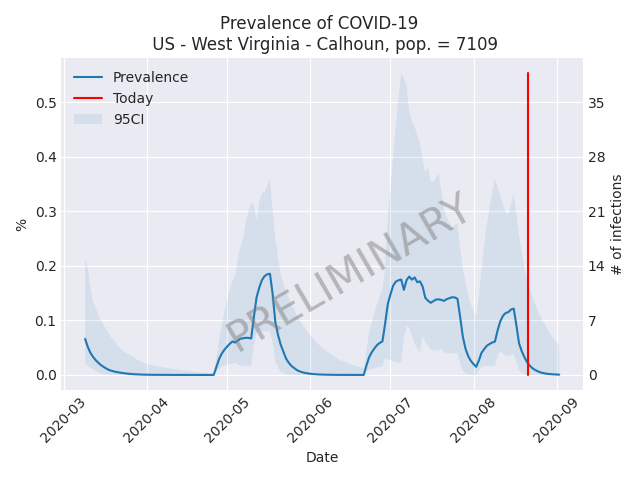 Prevalence of COVID-19
US - West Virginia - Calhoun, pop. = 7109
Prevalence
Today
95CI
PRELIMINARY
%
0.5
0.4
0.3
0.2
0.1
0.0
35
28
21
14
7
0
# of infections
2020-03
2020-04
2020-05
2020-06
2020-07
2020-08
2020-09
Date